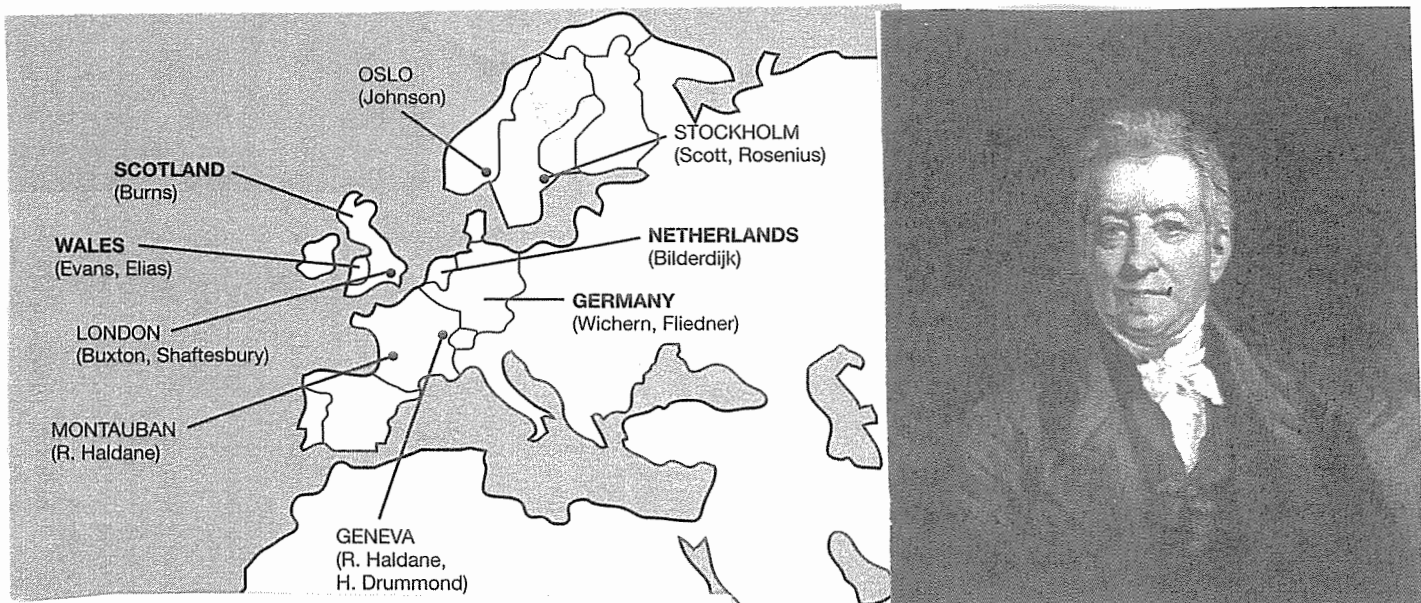 OSLO
(Johnson)
STOCKHOLM
(Scott, Rosenius)
SCOTLAND
(Burns)
WALES
(Evans, Elias)
NETHERLANDS
(Bilderdijk)
GERMANY
(Wichern, Fliedner)
LONDON
(Buxton, Shaftesbury)
MONTAUBAN
(R. Haldane)
GENEVA
(R. Haldane,
H. Drummond)